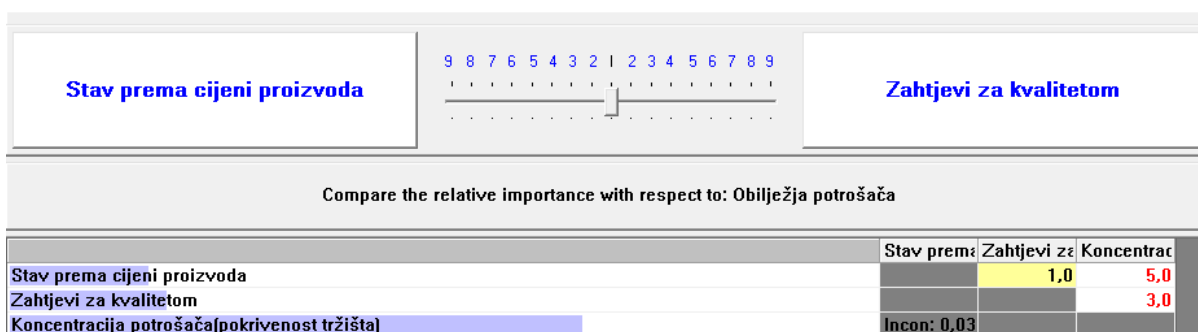 Stav prema cijeni proizvoda
9 8 7 6 5 4 3 2 1 2 3 4 5 6 7 8 9
Zahtjevi za kvalitetom
Compare the relative importance with respect to: Obilježja potrošača
Stav prema Zahtjevi za Koncentrac
Stav prema cijeni proizvoda 1,0 5,0
Zahtjevi za kvalitetom 3,0
Koncentracija potrošača(pokrivenost tržišta) Incon: 0,03